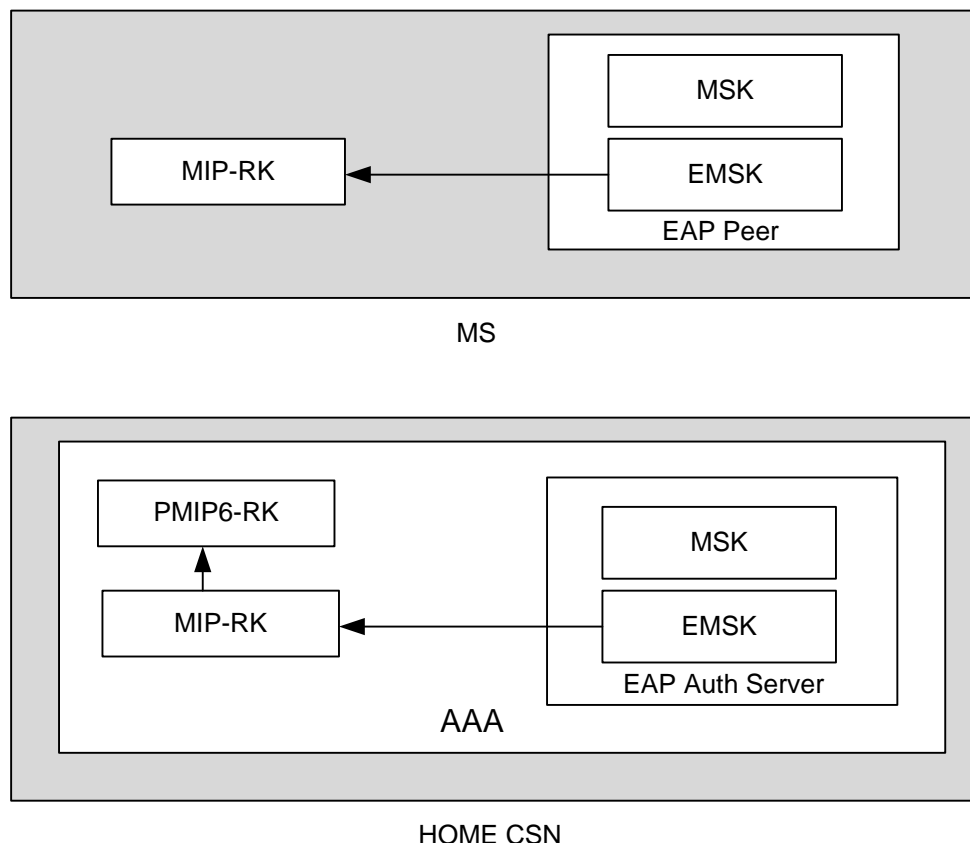 MSK
MIP-RK
EMSK
EAP Peer
MS
PMIP6-RK
MSK
MIP-RK
EMSK
EAP Auth Server
AAA
HOME CSN